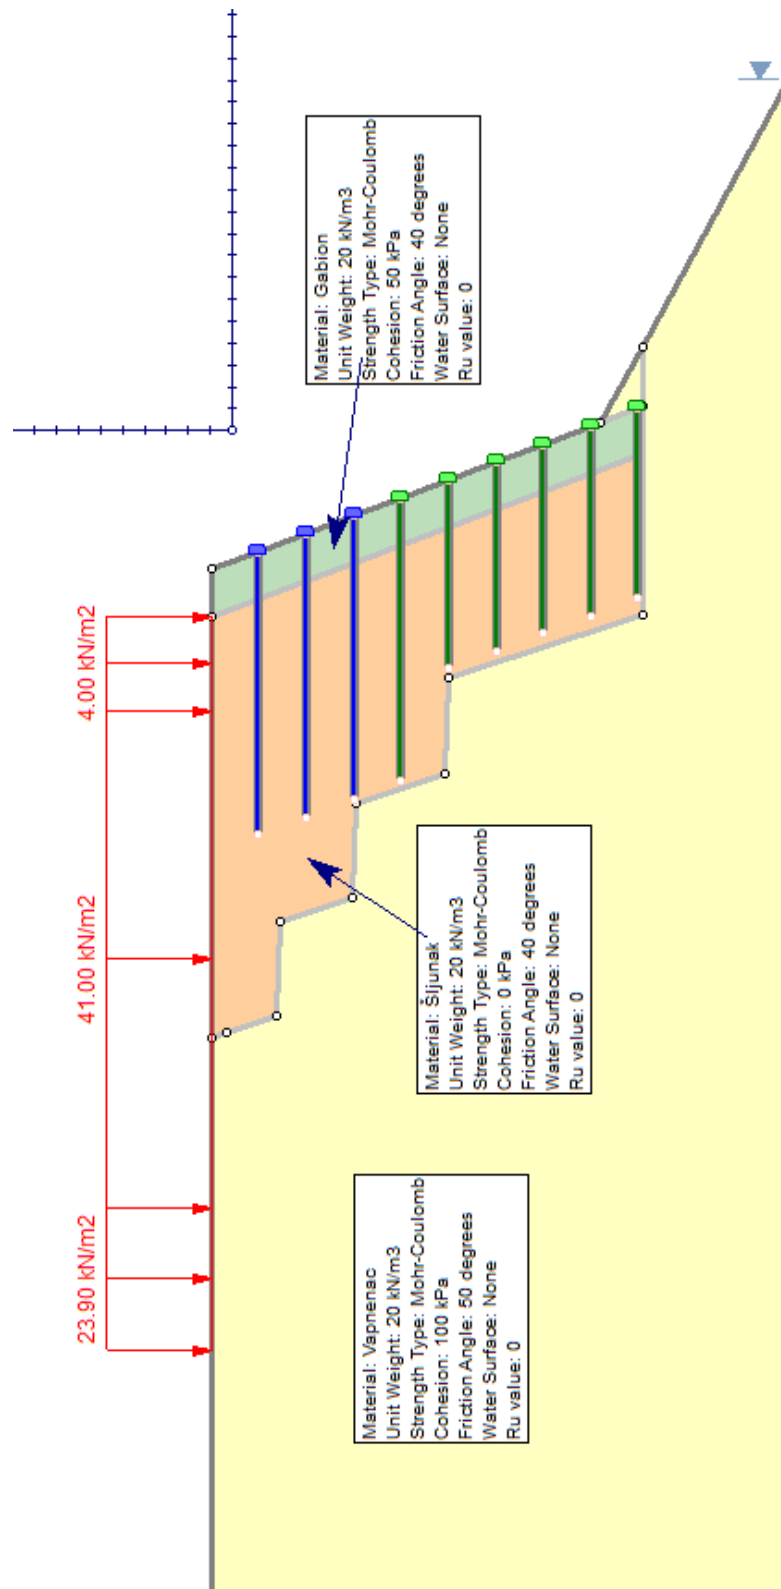 Material: Gabion
Unit Weight: 20 kN/m3
Strength Type: Mohr-Coulomb
Cohesion: 50 kPa
Friction Angle: 40 degrees
Water Surface: None
Ru value: 0
4.00 kN/m2
41.00 kN/m2
23.90 kN/m2
Material: Šljunak
Unit Weight: 20 kN/m3
Strength Type: Mohr-Coulomb
Cohesion: 0 kPa
Friction Angle: 40 degrees
Water Surface: None
Ru value: 0
Material: Vapnenac
Unit Weight: 20 kN/m3
Strength Type: Mohr-Coulomb
Cohesion: 100 kPa
Friction Angle: 50 degrees
Water Surface: None
Ru value: 0